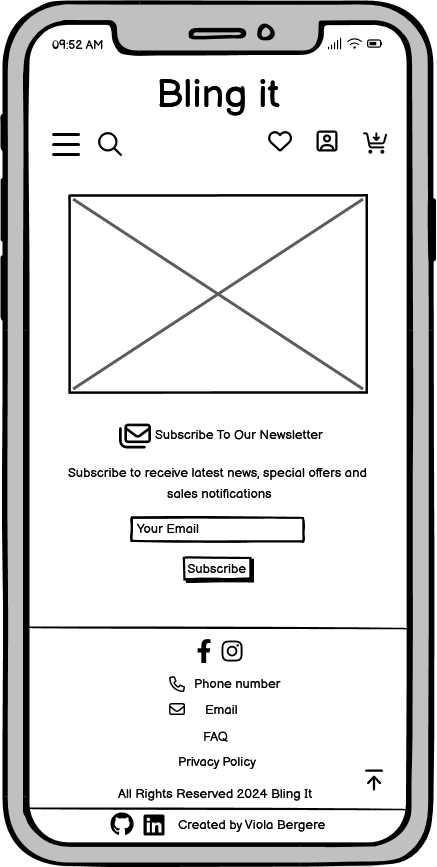 09:52 AM
Bling it
Subscribe To Our Newsletter
Subscribe to receive latest news, special offers and
sales notifications
Your Email
Subscribe
Phone number
Email
FAQ
Privacy Policy
All Rights Reserved 2024 Bling It
Created by Viola Bergere